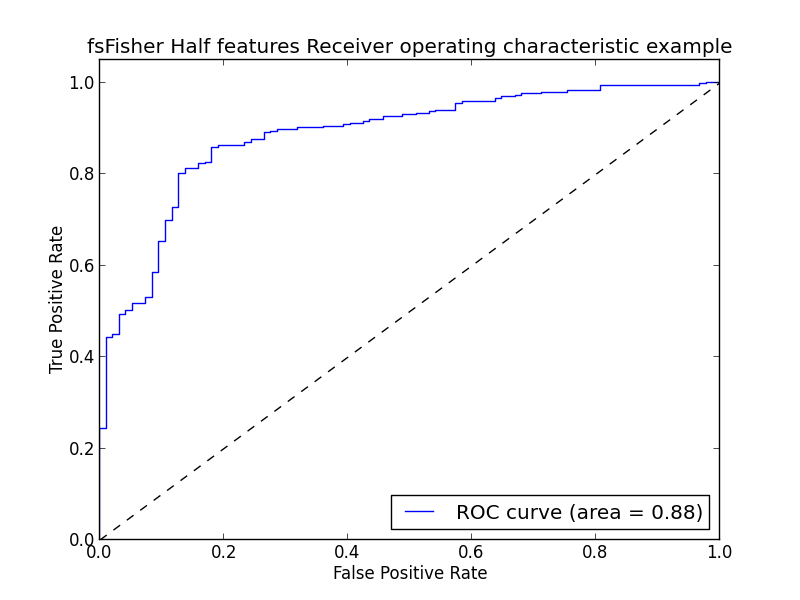 fsFisher Half features Receiver operating characteristic example
1.0
0.8
0.6
0.4
0.2
0.0
True Positive Rate
ROC curve (area = 0.88)
0.0 0.2 0.4 0.6 0.8 1.0
False Positive Rate